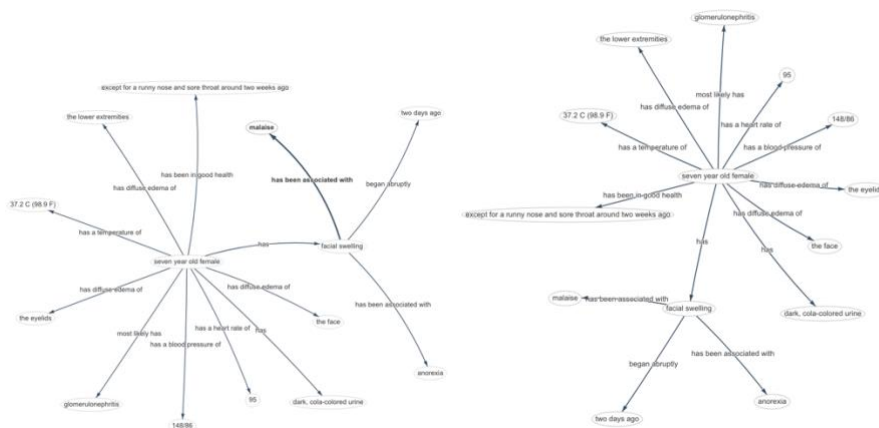 except for a runny nose and sore throat around two weeks ago
the lower extremities
two days ago
malaise
has been in good health
has been associated with
began abruptly
has diffuse edema of
37.2 C (98.9 F)
has a temperature of
has
facial swelling
seven year old female
has diffuse edema of
has diffuse edema of
has been associated with
the eyelids
the face
most likely has
has a heart rate of
has
has a blood pressure of
anorexia
glomerulonephritis
95
dark, cola-colored urine
148/86
glomerulonephritis
the lower extremities
95
most likely has
has diffuse edema of
37.2 C (98.9 F)
has a heart rate of
148/86
has a temperature of
has a blood pressure of
seven year old female
has been in good health
has diffuse edema of
the eyelids
except for a runny nose and sore throat around two weeks ago
has diffuse edema of
has
the face
has
malaise
has been associated with
facial swelling
dark, cola-colored urine
began abruptly
has been associated with
anorexia
two days ago